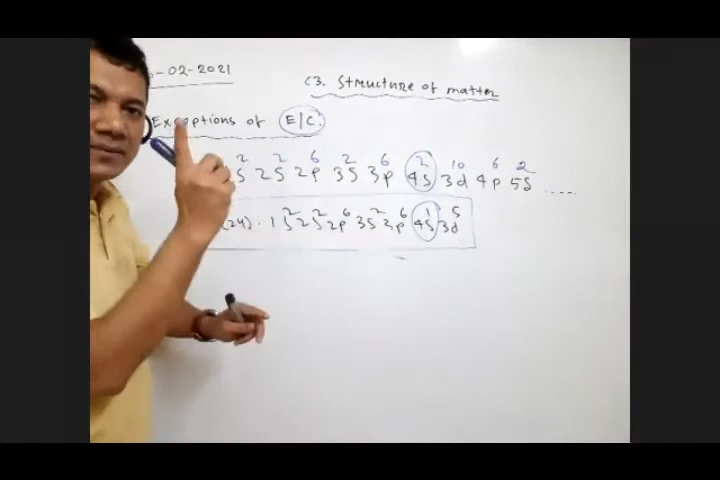 -02-2021
C3. Structure of matter
Exceptions of E/C.
S² 2S² 2p⁶ 3S² 3p⁶ 4S² 3d¹⁰ 4p⁶ 5S² .....
(24) : 1S² 2S² 2p⁶ 3S² 3p⁶ 4S¹ 3d⁵